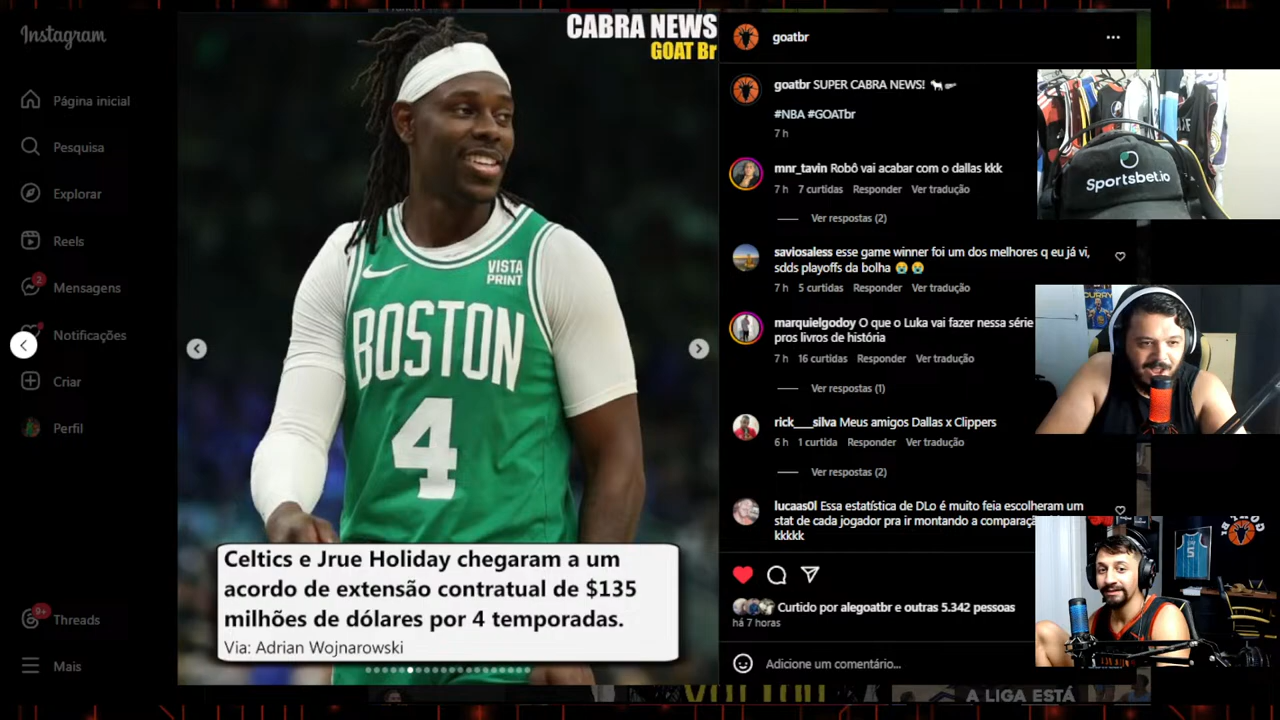 Instagram
Página inicial
Pesquisa
Explorar
Reels
2
Mensagens
Notificações
Criar
Perfil
9+
Threads
Mais
CABRA NEWS
GOAT Br
VISTA
PRINT
BOSTON
4
Celtics e Jrue Holiday chegaram a um
acordo de extensão contratual de $135
milhões de dólares por 4 temporadas.
Via: Adrian Wojnarowski
goatbr
goatbr SUPER CABRA NEWS! 🐐
#NBA #GOATbr
7 h
mnr_tavin Robô vai acabar com o dallas kkk
7 h 7 curtidas Responder Ver tradução
Ver respostas (2)
saviosaless esse game winner foi um dos melhores q eu já vi,
sdds playoffs da bolha 😭😭
7 h 5 curtidas Responder Ver tradução
marquielgodoy O que o Luka vai fazer nessa série
pros livros de história
7 h 16 curtidas Responder Ver tradução
Ver respostas (1)
rick___silva Meus amigos Dallas x Clippers
6 h 1 curtida Responder Ver tradução
Ver respostas (2)
lucaas0l Essa estatística de DLo é muito feia escolheram um
stat de cada jogador pra ir montando a comparaçã
kkkkk
Curtido por alegoatbr e outras 5.342 pessoas
há 7 horas
Adicione um comentário...
Sportsbet.io
CURRY
5
A LIGA ESTÁ